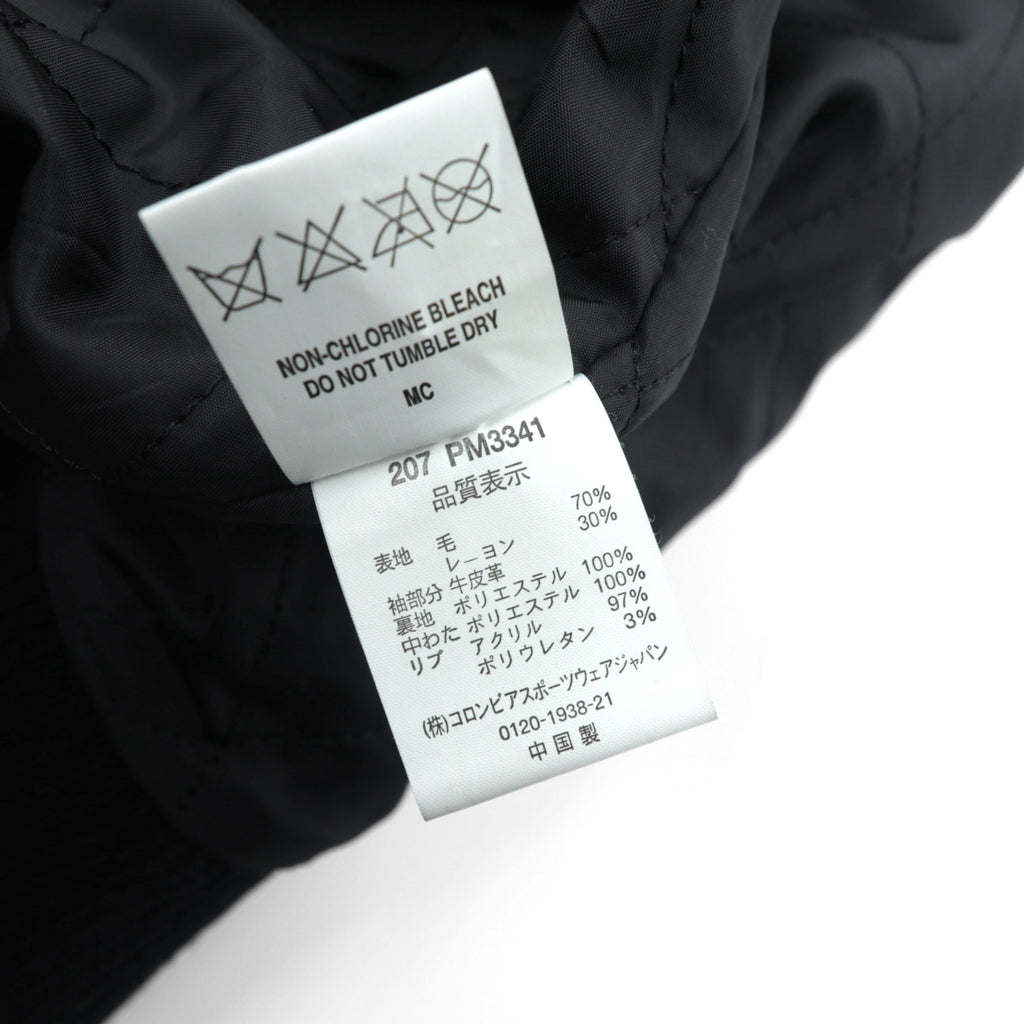 NON-CHLORINE BLEACH
DO NOT TUMBLE DRY
MC
207 PM3341
品質表示
表地 毛 70%
レーヨン 30%
袖部分 牛皮革
裏地 ポリエステル 100%
中わた ポリエステル 100%
リブ アクリル 97%
ポリウレタン 3%
(株)コロンビアスポーツウェアジャパン
0120-1938-21
中国製